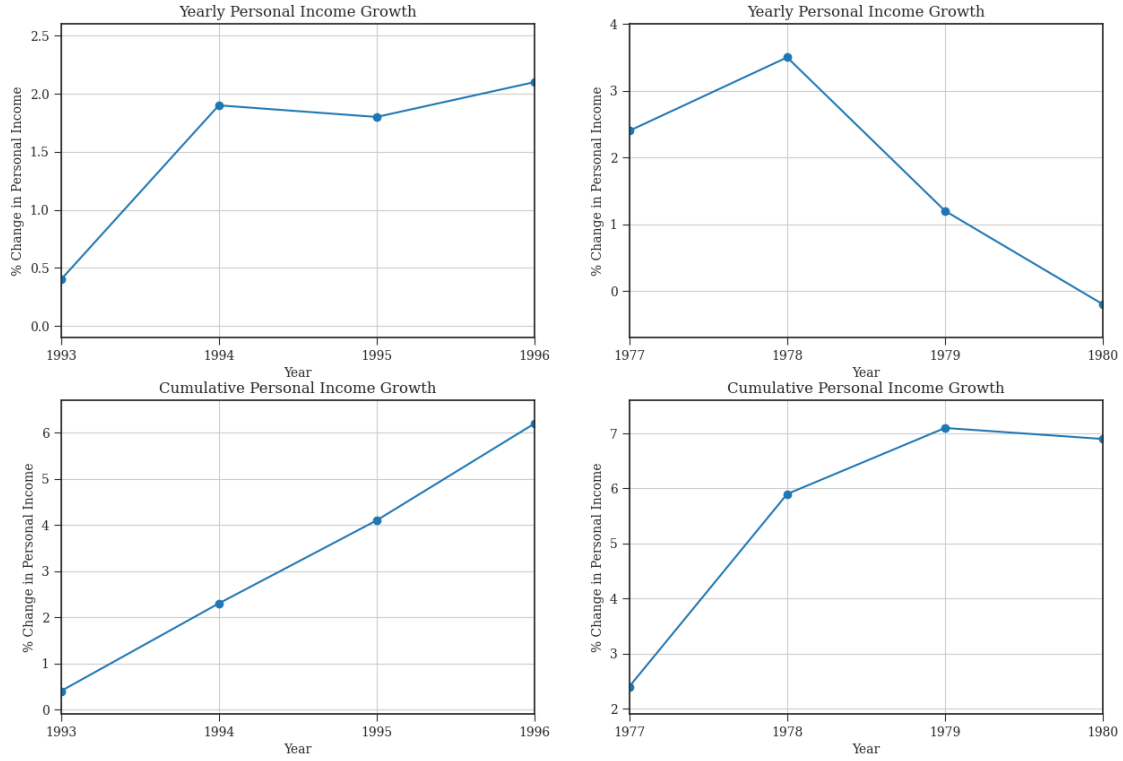 Yearly Personal Income Growth
% Change in Personal Income
2.5
2.0
1.5
1.0
0.5
0.0
1993 1994 1995 1996
Year
Yearly Personal Income Growth
% Change in Personal Income
4
3
2
1
0
1977 1978 1979 1980
Year
Cumulative Personal Income Growth
% Change in Personal Income
6
5
4
3
2
1
0
1993 1994 1995 1996
Year
Cumulative Personal Income Growth
% Change in Personal Income
7
6
5
4
3
2
1977 1978 1979 1980
Year